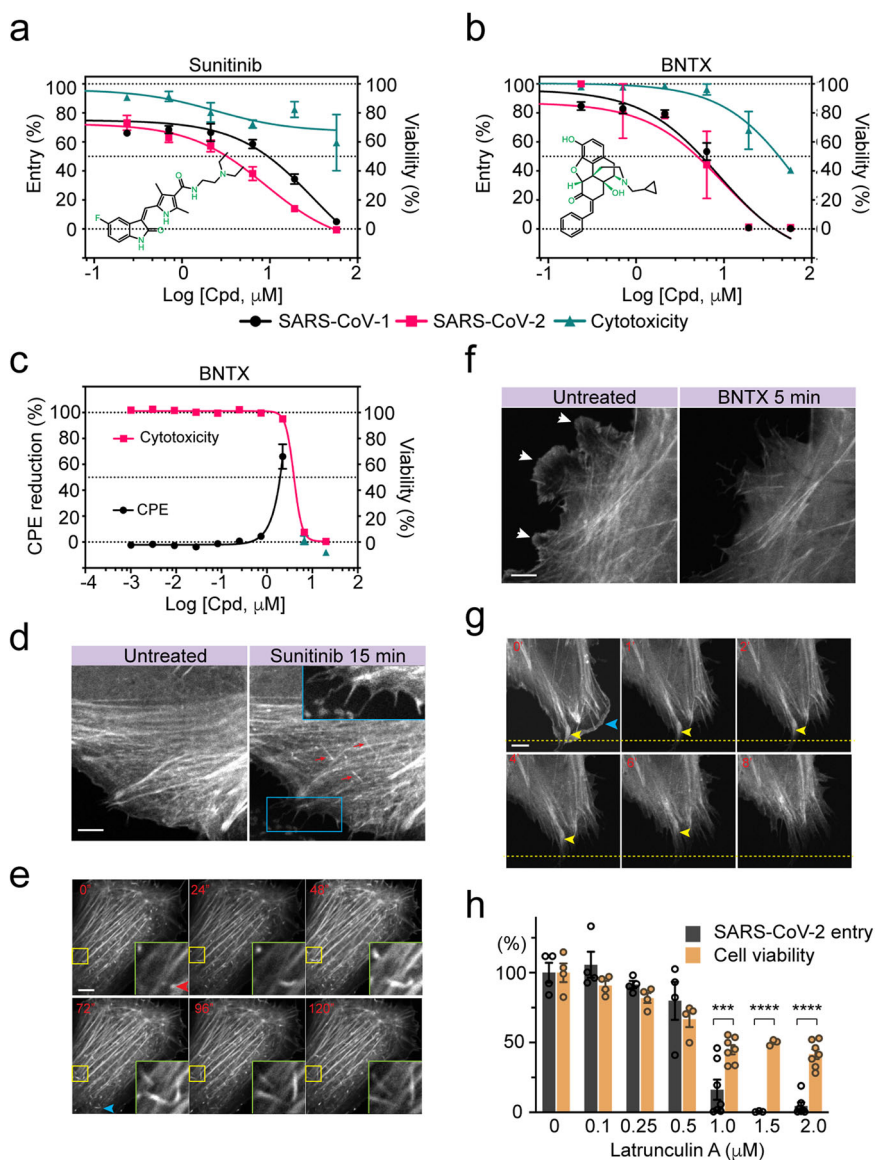 a
Sunitinib
100
80
60
40
20
0
Entry (%)
100
80
60
40
20
0
Viability (%)
-1
0
1
2
Log [Cpd, μM]
F
O
N
H
O
N
H
N
H
N
b
BNTX
100
80
60
40
20
0
Entry (%)
100
80
60
40
20
0
Viability (%)
-1
0
1
2
Log [Cpd, μM]
HO
O
H
N
O
OH
SARS-CoV-1
SARS-CoV-2
Cytotoxicity
c
BNTX
100
80
60
40
20
0
CPE reduction (%)
Cytotoxicity
CPE
100
80
60
40
20
0
Viability (%)
-4
-3
-2
-1
0
1
2
Log [Cpd, μM]
d
Untreated
Sunitinib 15 min
e
0"
24"
48"
72"
96"
120"
f
Untreated
BNTX 5 min
g
0'
1'
2'
4'
h
(%)
SARS-CoV-2 entry
Cell viability
100
50
0
***
****
****
0
0.1
0.25
0.5
1.0
1.5
2.0
Latrunculin A (μM)